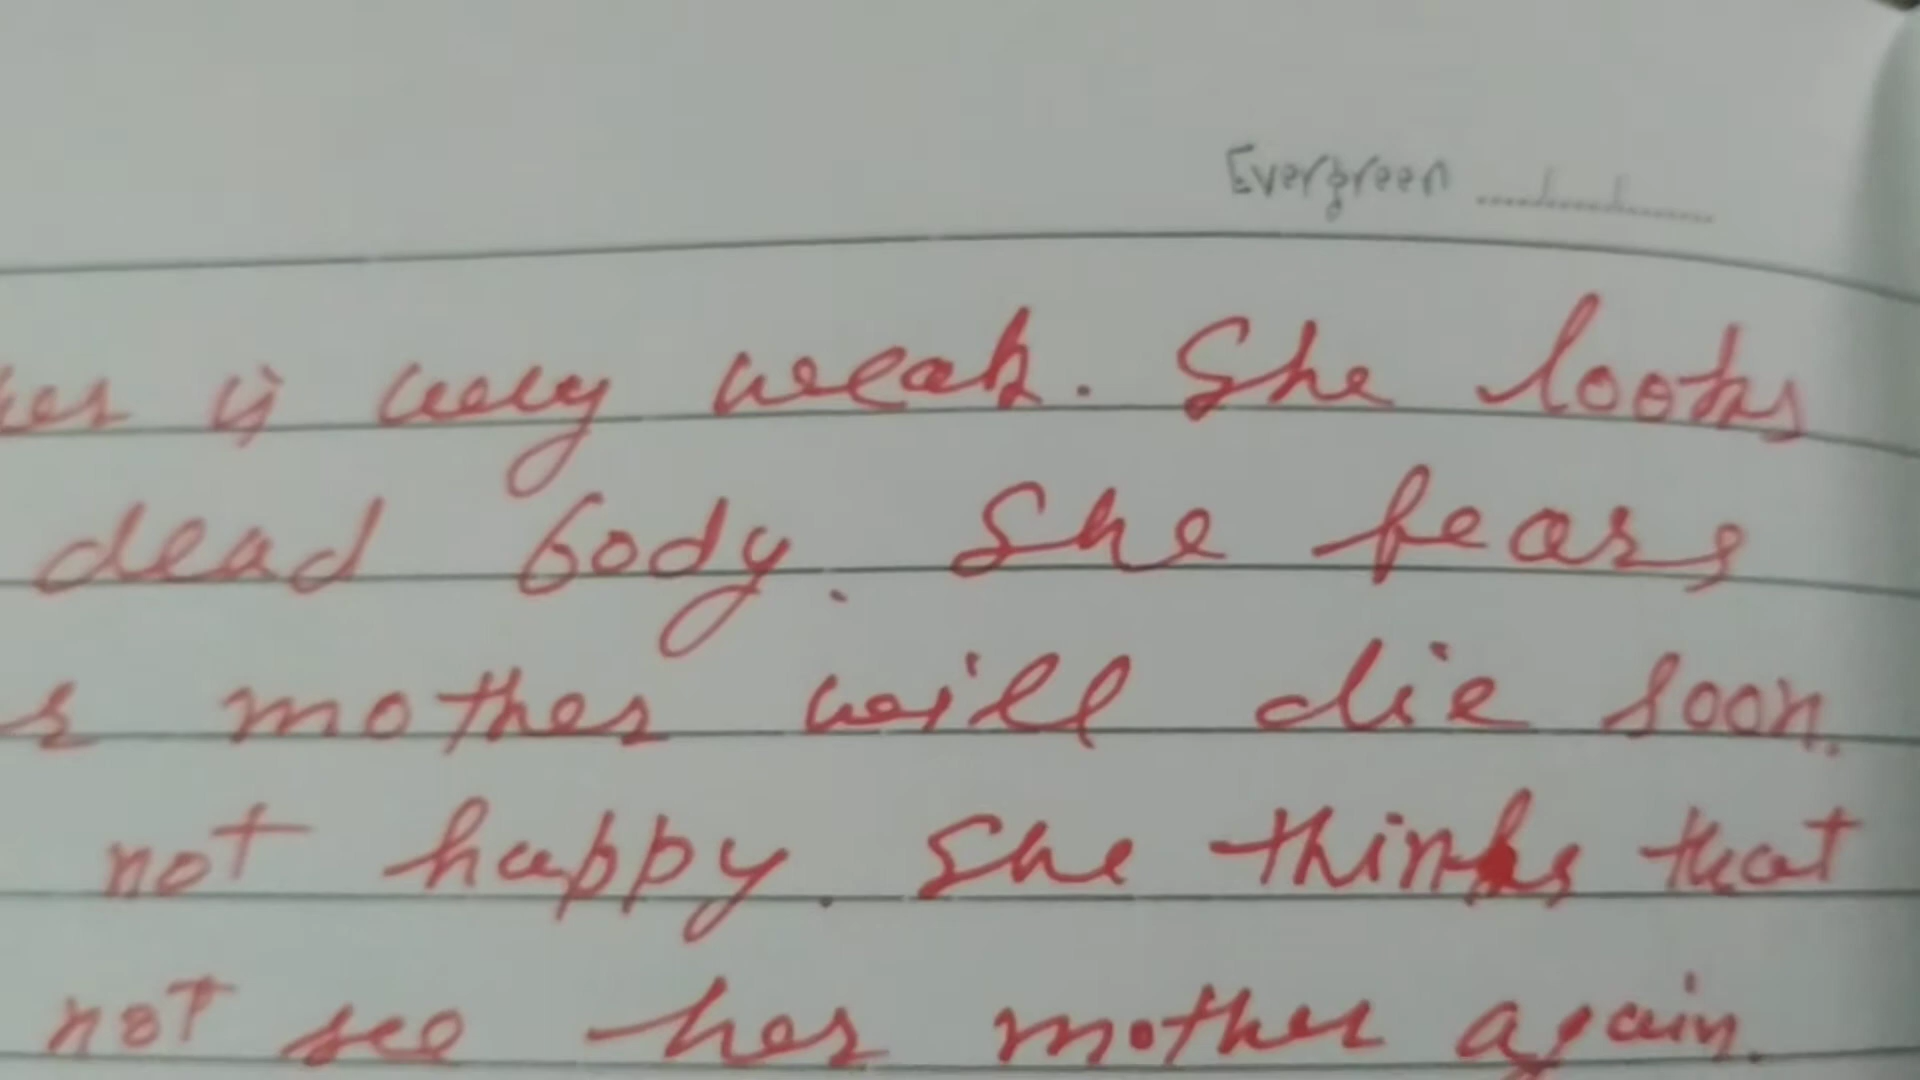 Evergreen
is very weak. She looks
dead body. She fears
mother will die soon.
not happy. She thinks that
not see her mother again.